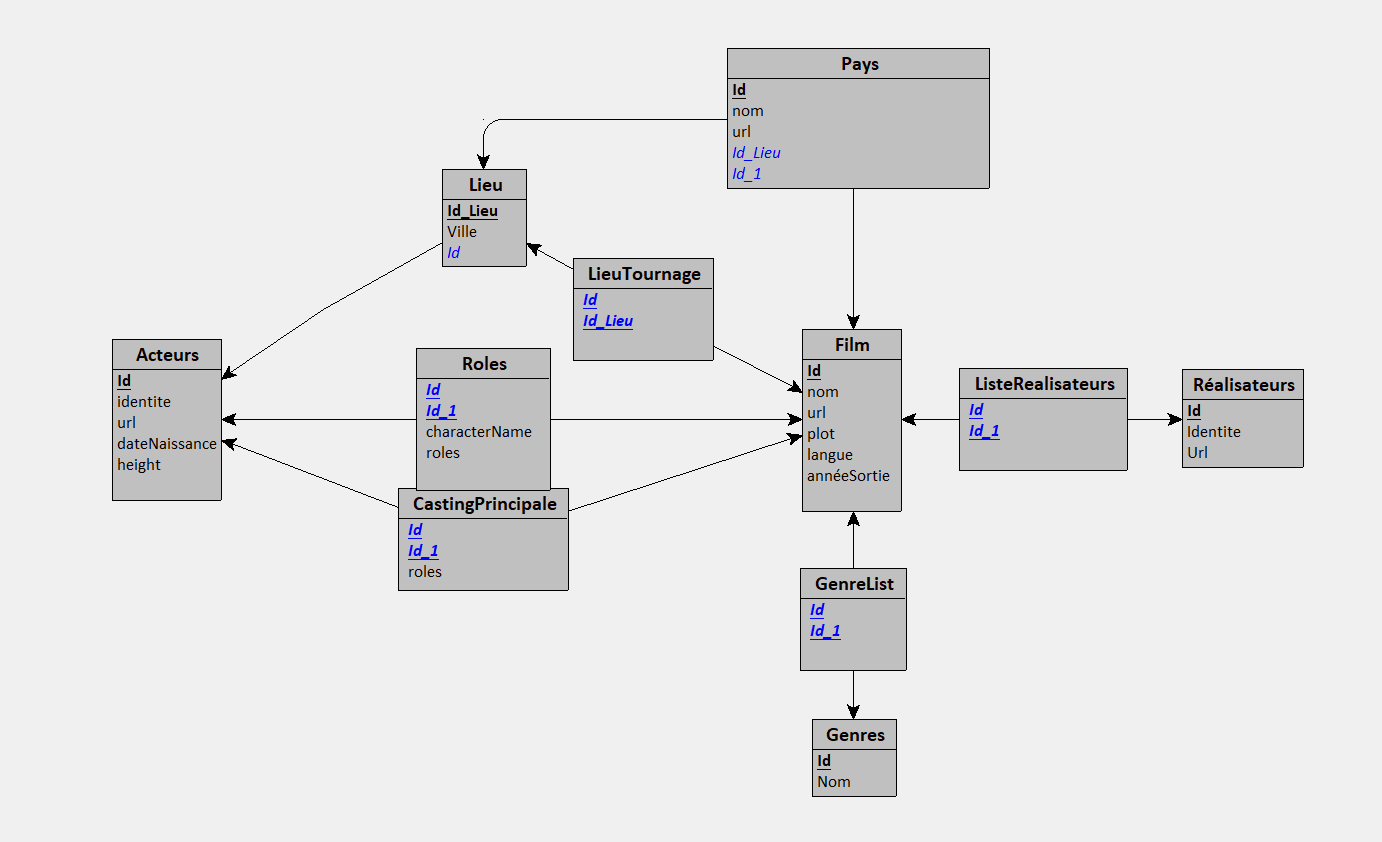 Pays
Id
nom
url
Id_Lieu
Id_1
Lieu
Id_Lieu
Ville
Id
LieuTournage
Id
Id_Lieu
Acteurs
Id
identite
url
dateNaissance
height
Roles
Id
Id_1
characterName
roles
CastingPrincipale
Id
Id_1
roles
Film
Id
nom
url
plot
langue
annéeSortie
ListeRealisateurs
Id
Id_1
Réalisateurs
Id
Identite
Url
GenreList
Id
Id_1
Genres
Id
Nom